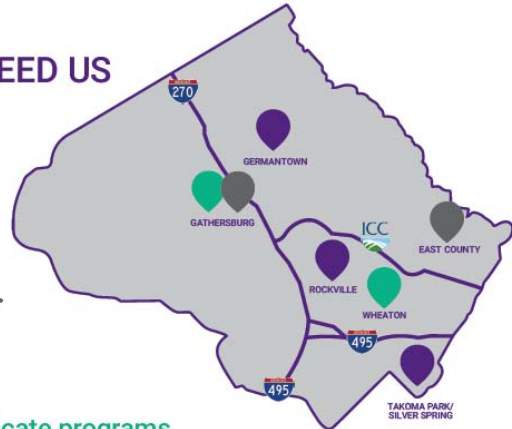 EED US
270
GERMANTOWN
GATHERSBURG
ICC
EAST COUNTY
ROCKVILLE
WHEATON
495
495
TAKOMA PARK/
SILVER SPRING
cate programs